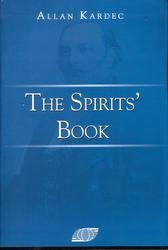 ALLAN KARDEC
THE SPIRITS'
BOOK